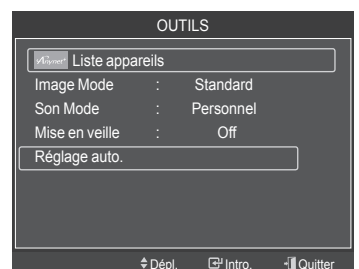 OUTILS
Anynet+ Liste appareils
Image Mode : Standard
Son Mode : Personnel
Mise en veille : Off
Réglage auto.
Dépl. Intro. Quitter